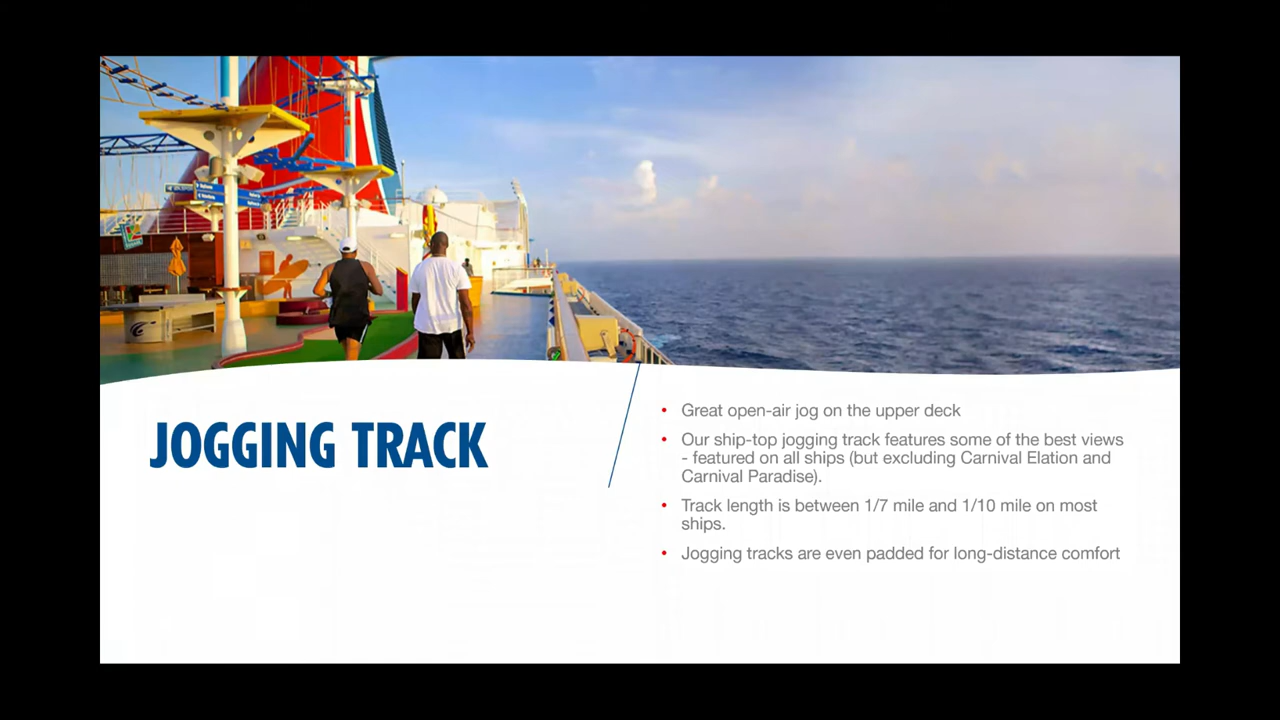 JOGGING TRACK
Great open-air jog on the upper deck
Our ship-top jogging track features some of the best views
- featured on all ships (but excluding Carnival Elation and
Carnival Paradise).
Track length is between 1/7 mile and 1/10 mile on most
ships.
Jogging tracks are even padded for long-distance comfort